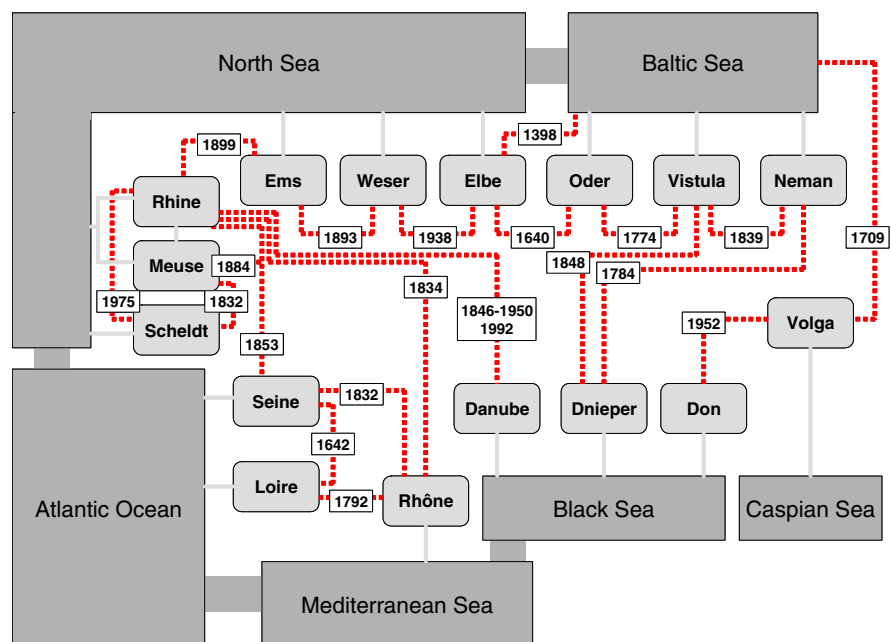 North Sea
Baltic Sea
1398
1899
Ems
Weser
Elbe
Oder
Vistula
Neman
Rhine
1893
1938
1640
1774
1839
1709
Meuse
1884
1848
1784
1834
1975
1832
1846-1950
1992
Scheldt
1952
Volga
1853
Seine
1832
Danube
Dnieper
Don
1642
Loire
1792
Rhône
Atlantic Ocean
Black Sea
Caspian Sea
Mediterranean Sea